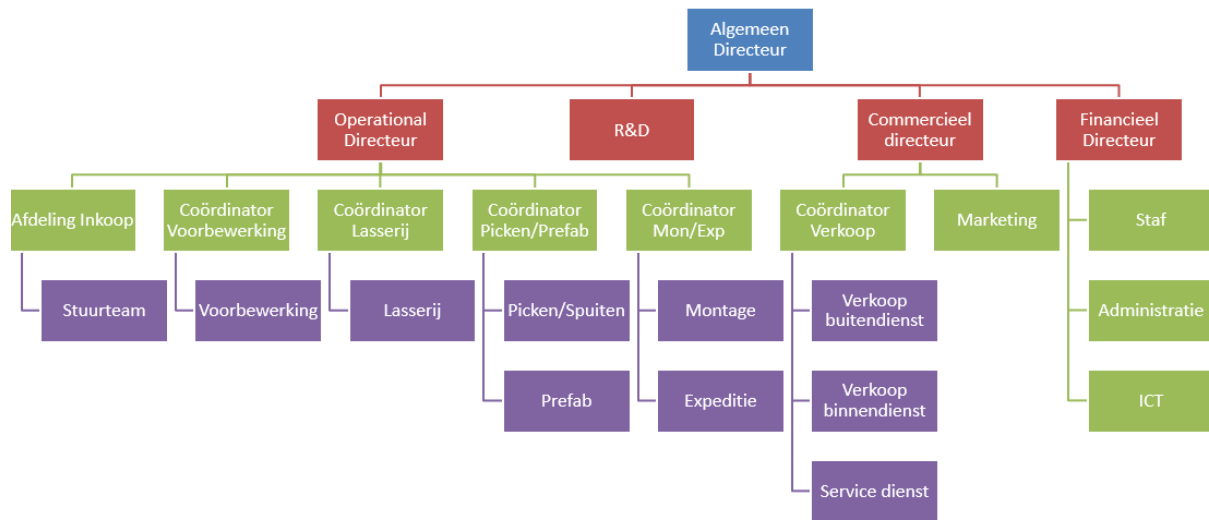 Algemeen
Directeur
Operational
Directeur
R&D
Commercieel
directeur
Financieel
Directeur
Afdeling Inkoop
Coördinator
Voorbewerking
Coördinator
Lasserij
Coördinator
Picken/Prefab
Coördinator
Mon/Exp
Coördinator
Verkoop
Marketing
Staf
Stuurteam
Voorbewerking
Lasserij
Picken/Spuiten
Montage
Verkoop
buitendienst
Administratie
Prefab
Expeditie
Verkoop
binnendienst
ICT
Service dienst